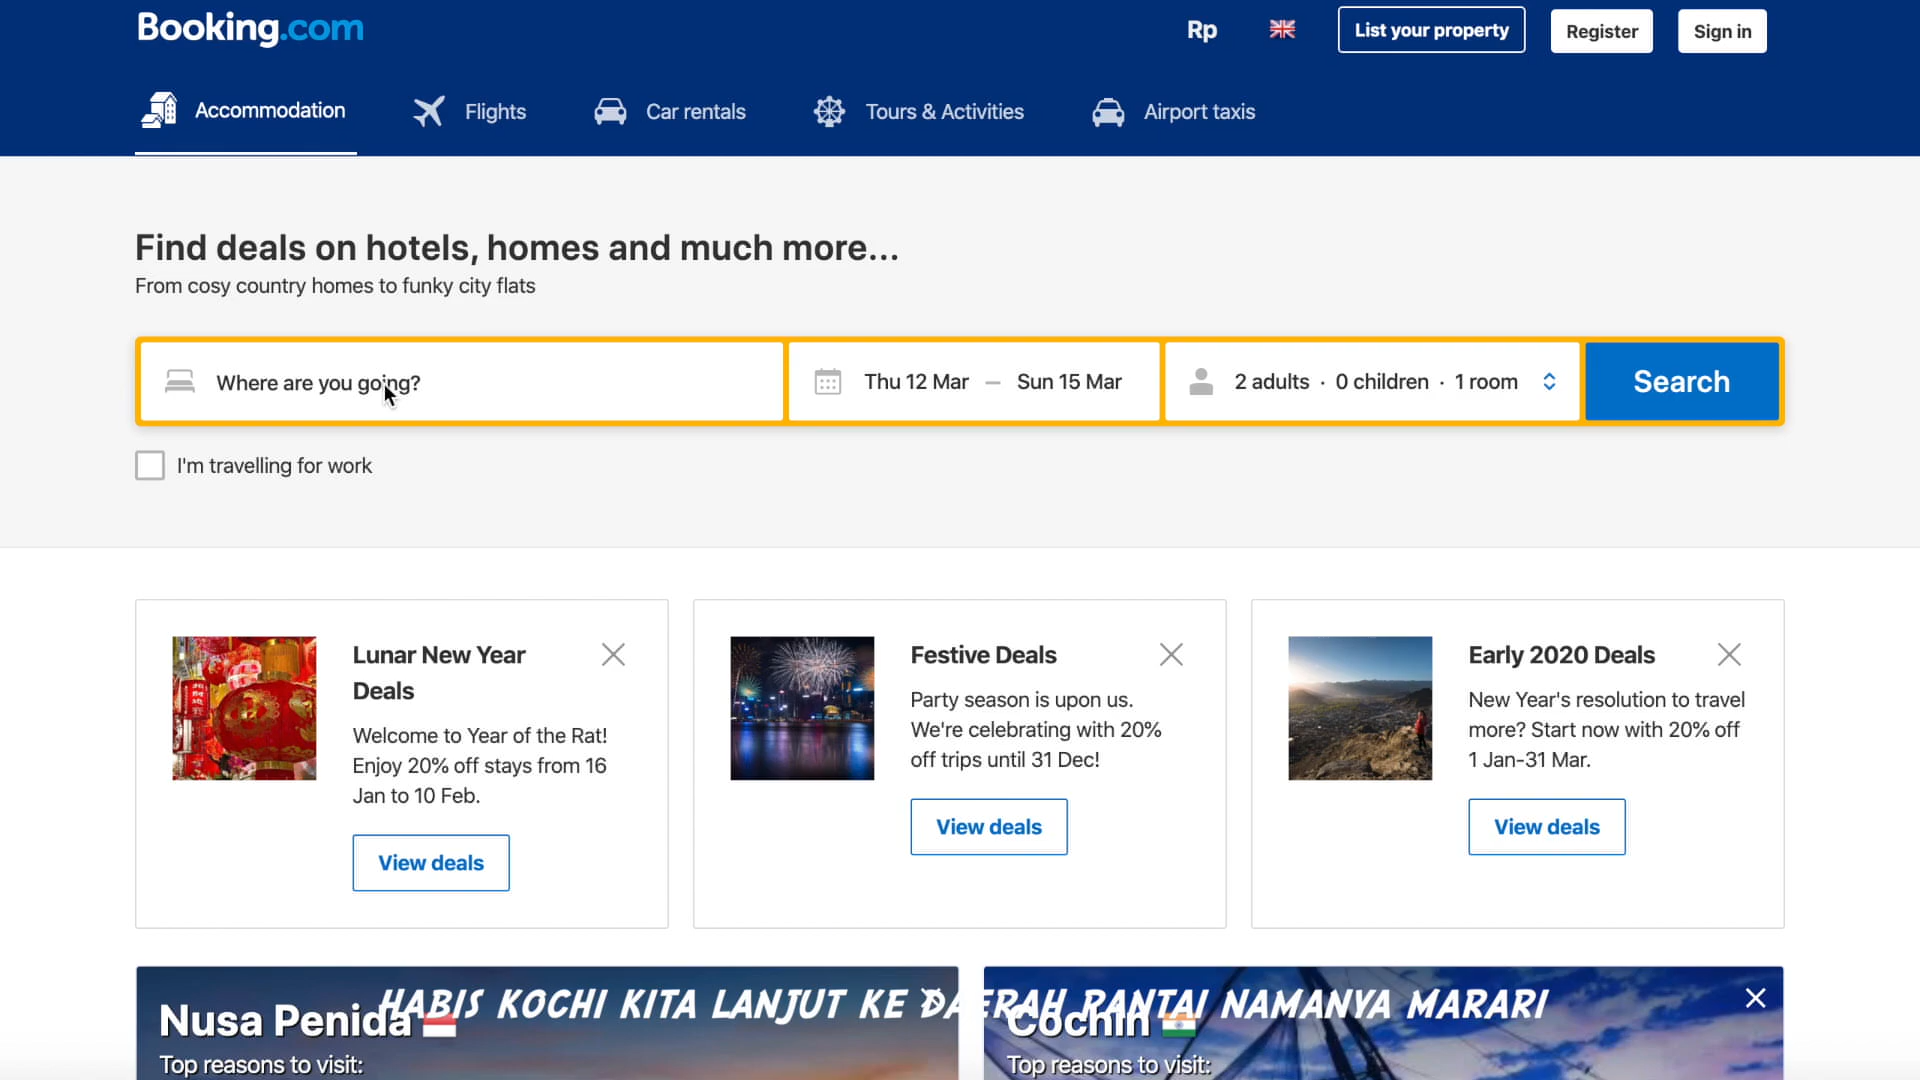 Booking.com
Rp
List your property
Register
Sign in
Accommodation
Flights
Car rentals
Tours & Activities
Airport taxis
Find deals on hotels, homes and much more...
From cosy country homes to funky city flats
Where are you going?
Thu 12 Mar — Sun 15 Mar
2 adults · 0 children · 1 room
Search
I'm travelling for work
Lunar New Year
Deals
Welcome to Year of the Rat!
Enjoy 20% off stays from 16
Jan to 10 Feb.
View deals
Festive Deals
Party season is upon us.
We're celebrating with 20%
off trips until 31 Dec!
View deals
Early 2020 Deals
New Year's resolution to travel
more? Start now with 20% off
1 Jan-31 Mar.
View deals
HABIS KOCHI KITA LANJUT KE DAERAH PANTAI NAMANYA MARARI
Nusa Penida
Top reasons to visit:
Cochin
Top reasons to visit: